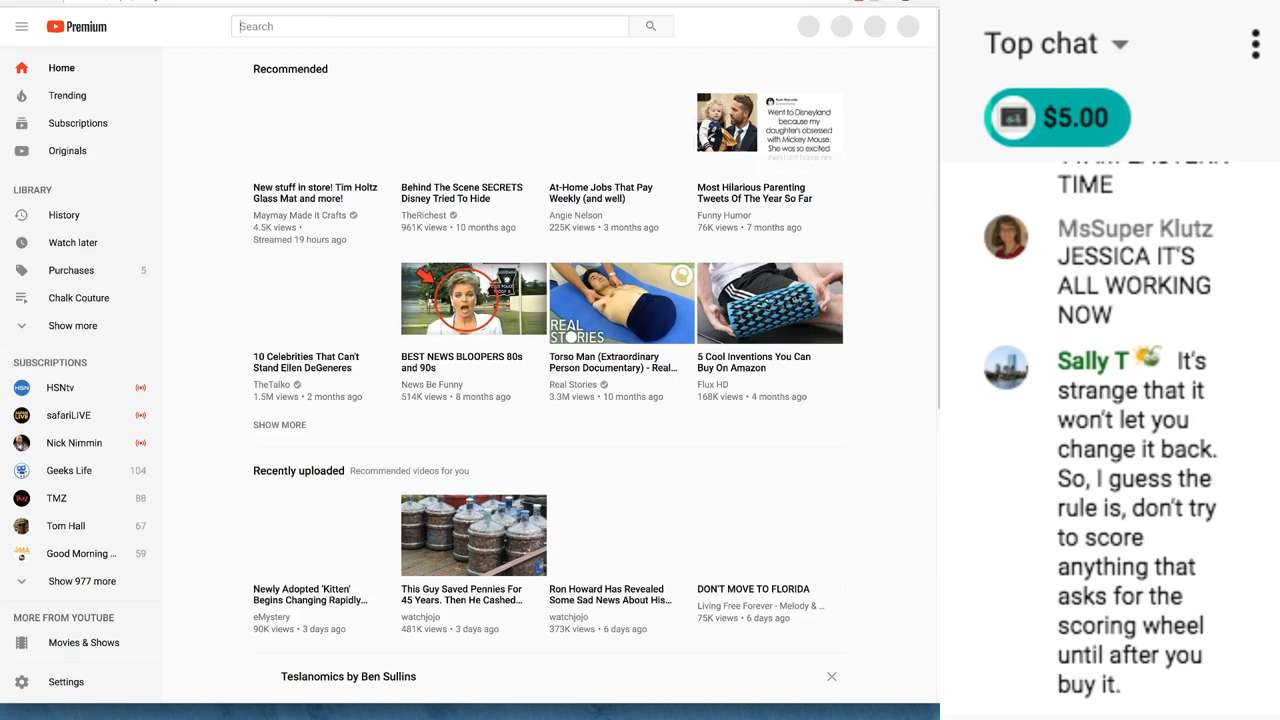 Premium
Search
Home
Trending
Subscriptions
Originals
LIBRARY
History
Watch later
Purchases 5
Chalk Couture
Show more
SUBSCRIPTIONS
HSN HSNtv
safariLIVE
Nick Nimmin
Geeks Life 104
TMZ TMZ 88
Tom Hall 67
GMA Good Morning ... 59
Show 977 more
MORE FROM YOUTUBE
Movies & Shows
Settings
Recommended
Went to Disneyland
because my
daughter's obsessed
with Mickey Mouse.
She was so excited
New stuff in store! Tim Holtz
Glass Mat and more!
Maymay Made It Crafts
4.5K views •
Streamed 19 hours ago
Behind The Scene SECRETS
Disney Tried To Hide
TheRichest
961K views • 10 months ago
At-Home Jobs That Pay
Weekly (and well)
Angie Nelson
225K views • 3 months ago
Most Hilarious Parenting
Tweets Of The Year So Far
Funny Humor
76K views • 7 months ago
REAL
STORIES
10 Celebrities That Can't
Stand Ellen DeGeneres
TheTalko
1.5M views • 2 months ago
BEST NEWS BLOOPERS 80s
and 90s
News Be Funny
514K views • 8 months ago
Torso Man (Extraordinary
Person Documentary) - Real...
Real Stories
3.3M views • 10 months ago
5 Cool Inventions You Can
Buy On Amazon
Flux HD
168K views • 4 months ago
SHOW MORE
Recently uploaded Recommended videos for you
Newly Adopted 'Kitten'
Begins Changing Rapidly...
eMystery
90K views • 3 days ago
This Guy Saved Pennies For
45 Years. Then He Cashed...
watchjojo
481K views • 3 days ago
Ron Howard Has Revealed
Some Sad News About His...
watchjojo
373K views • 6 days ago
DON'T MOVE TO FLORIDA
Living Free Forever - Melody & ...
75K views • 6 days ago
Teslanomics by Ben Sullins
Top chat
$5.00
TIME
MsSuper Klutz
JESSICA IT'S
ALL WORKING
NOW
Sally T It's
strange that it
won't let you
change it back.
So, I guess the
rule is, don't try
to score
anything that
asks for the
scoring wheel
until after you
buy it.